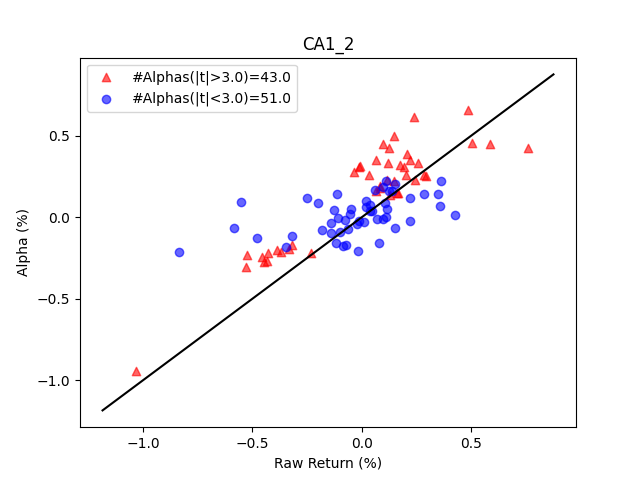 CA1_2
#Alphas(|t|>3.0)=43.0
#Alphas(|t|<3.0)=51.0
Alpha (%)
0.5
0.0
−0.5
−1.0
−1.0 −0.5 0.0 0.5
Raw Return (%)